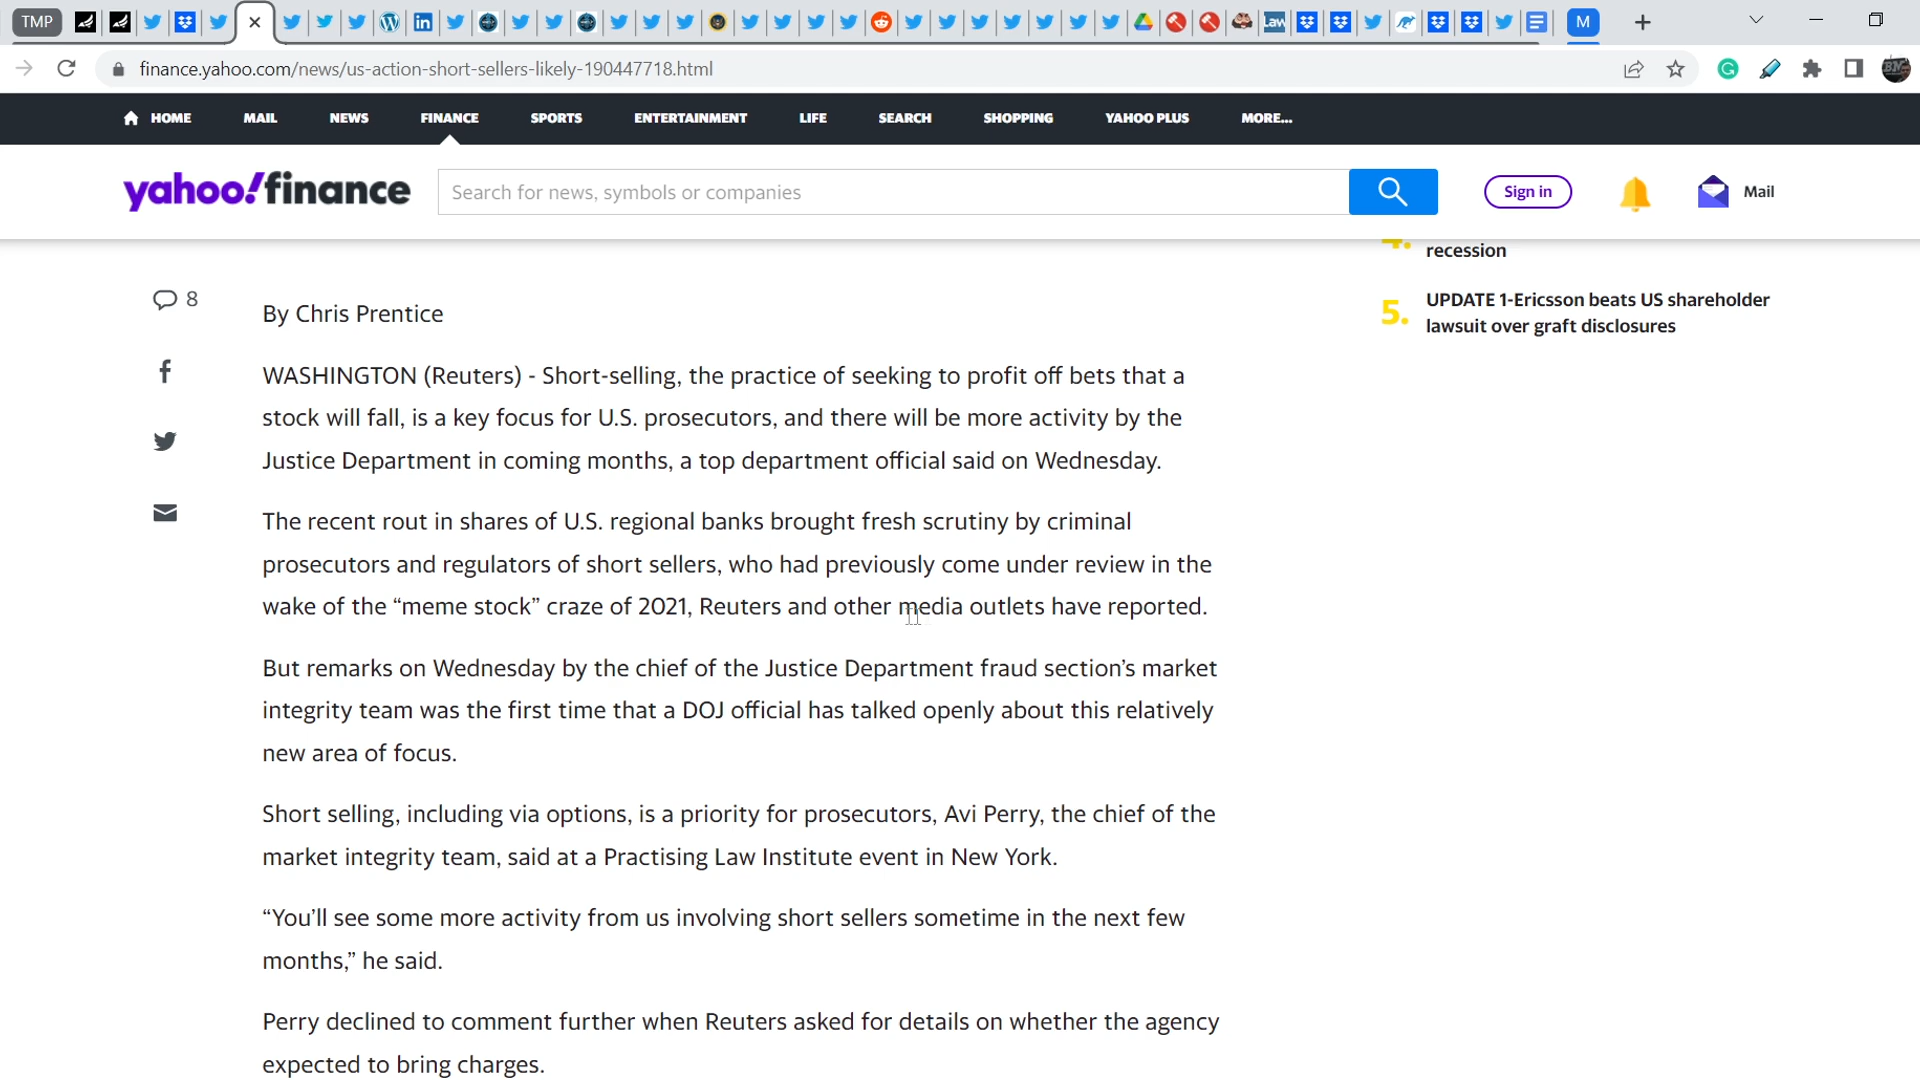 TMP
M
finance.yahoo.com/news/us-action-short-sellers-likely-190447718.html
HOME MAIL NEWS FINANCE SPORTS ENTERTAINMENT LIFE SEARCH SHOPPING YAHOO PLUS MORE...
yahoo!finance
Search for news, symbols or companies
Sign in
Mail
4.
recession
5. UPDATE 1-Ericsson beats US shareholder
lawsuit over graft disclosures
8
By Chris Prentice
WASHINGTON (Reuters) - Short-selling, the practice of seeking to profit off bets that a
stock will fall, is a key focus for U.S. prosecutors, and there will be more activity by the
Justice Department in coming months, a top department official said on Wednesday.
The recent rout in shares of U.S. regional banks brought fresh scrutiny by criminal
prosecutors and regulators of short sellers, who had previously come under review in the
wake of the “meme stock” craze of 2021, Reuters and other media outlets have reported.
But remarks on Wednesday by the chief of the Justice Department fraud section’s market
integrity team was the first time that a DOJ official has talked openly about this relatively
new area of focus.
Short selling, including via options, is a priority for prosecutors, Avi Perry, the chief of the
market integrity team, said at a Practising Law Institute event in New York.
“You’ll see some more activity from us involving short sellers sometime in the next few
months,” he said.
Perry declined to comment further when Reuters asked for details on whether the agency
expected to bring charges.